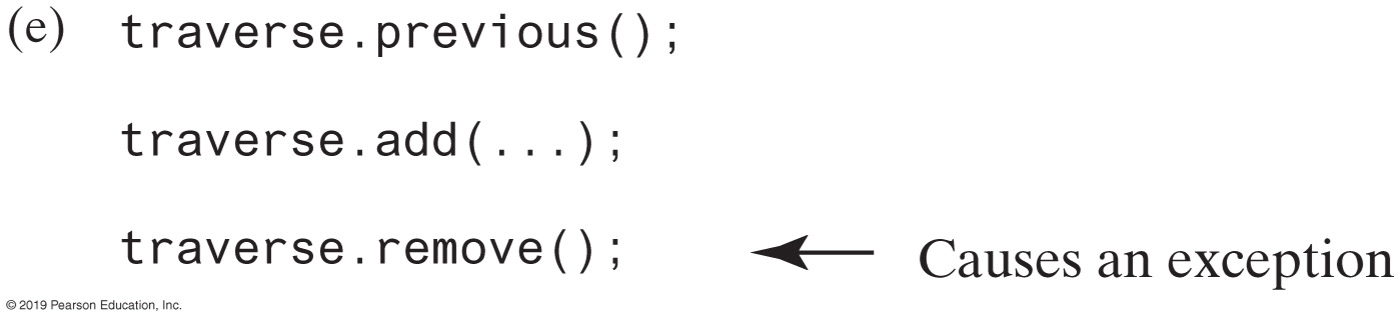 (e) traverse.previous();
traverse.add(...);
traverse.remove(); Causes an exception
© 2019 Pearson Education, Inc.